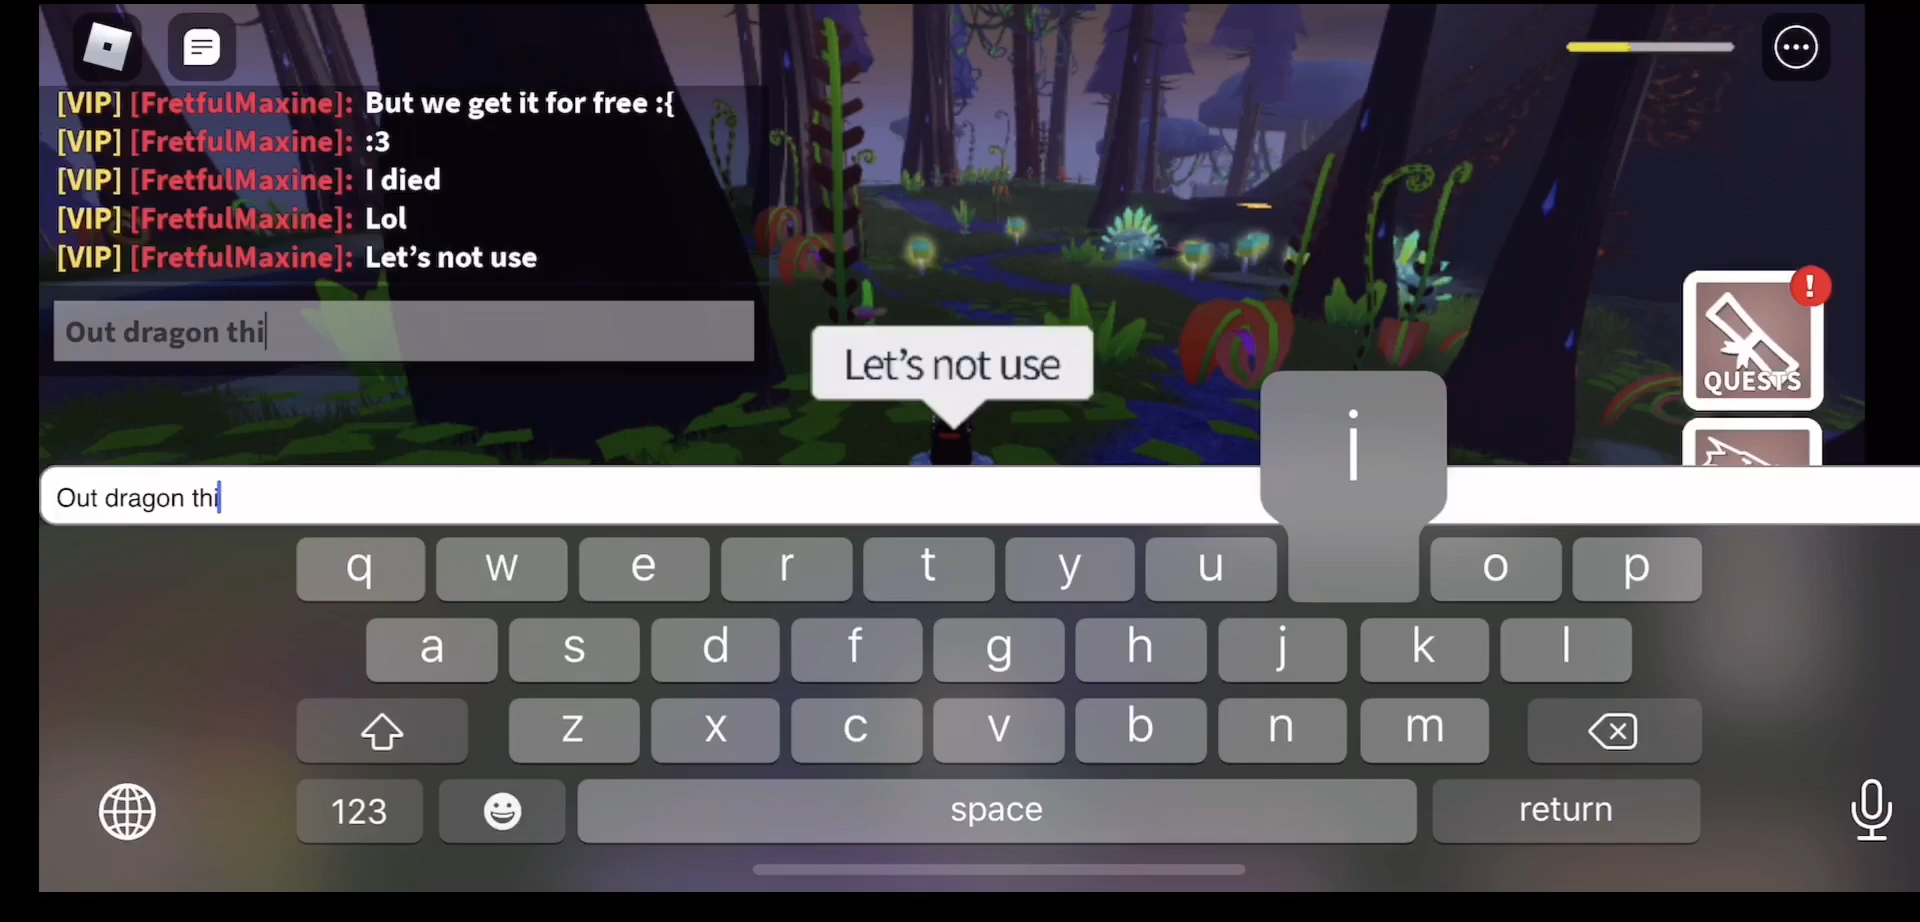 [VIP] [FretfulMaxine]: But we get it for free :{
[VIP] [FretfulMaxine]: :3
[VIP] [FretfulMaxine]: I died
[VIP] [FretfulMaxine]: Lol
[VIP] [FretfulMaxine]: Let’s not use
Out dragon thi
Let’s not use
!
QUESTS
Out dragon thi
i
q w e r t y u o p
a s d f g h j k l
z x c v b n m
123 space return